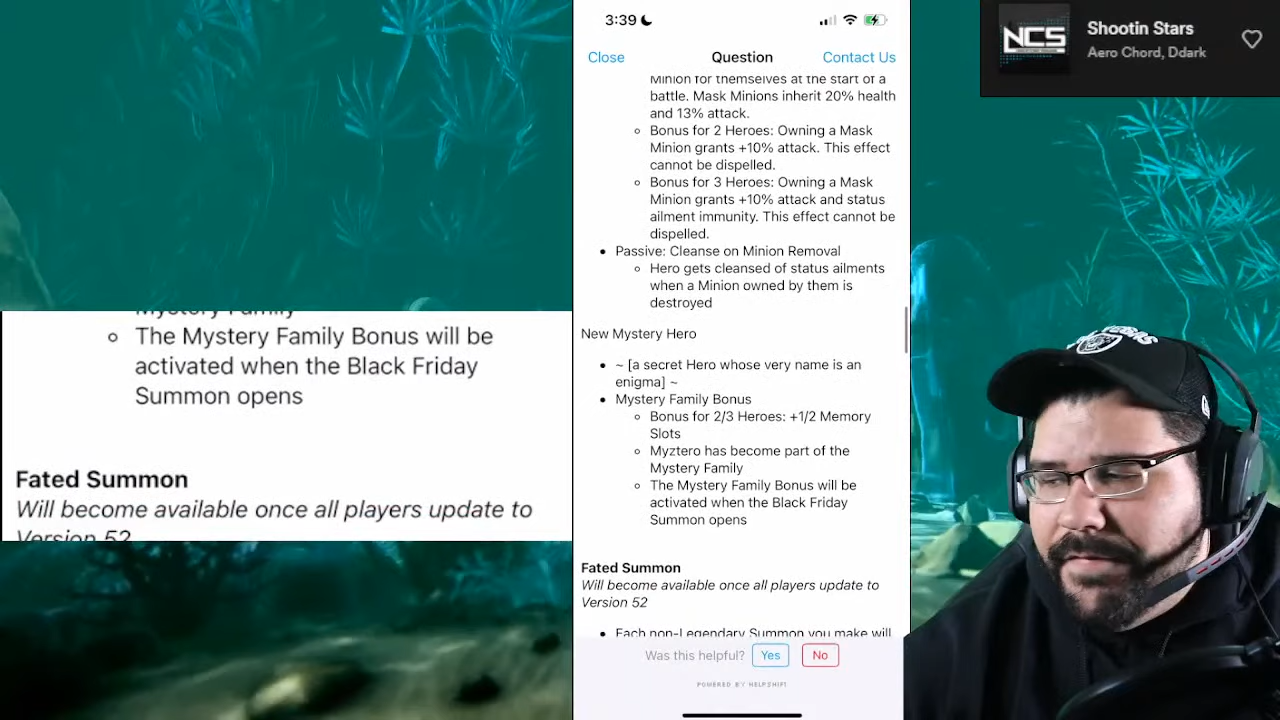 Mystery Family
The Mystery Family Bonus will be
activated when the Black Friday
Summon opens
Fated Summon
Will become available once all players update to
Version 52
3:39
Close
Question
Contact Us
Minion for themselves at the start of a
battle. Mask Minions inherit 20% health
and 13% attack.
Bonus for 2 Heroes: Owning a Mask
Minion grants +10% attack. This effect
cannot be dispelled.
Bonus for 3 Heroes: Owning a Mask
Minion grants +10% attack and status
ailment immunity. This effect cannot be
dispelled.
Passive: Cleanse on Minion Removal
Hero gets cleansed of status ailments
when a Minion owned by them is
destroyed
New Mystery Hero
~ [a secret Hero whose very name is an
enigma] ~
Mystery Family Bonus
Bonus for 2/3 Heroes: +1/2 Memory
Slots
Myztero has become part of the
Mystery Family
The Mystery Family Bonus will be
activated when the Black Friday
Summon opens
Fated Summon
Will become available once all players update to
Version 52
Each non-Legendary Summon you make will
Was this helpful?
Yes
No
POWERED BY HELPSHIFT
NCS
Shootin Stars
Aero Chord, Ddark